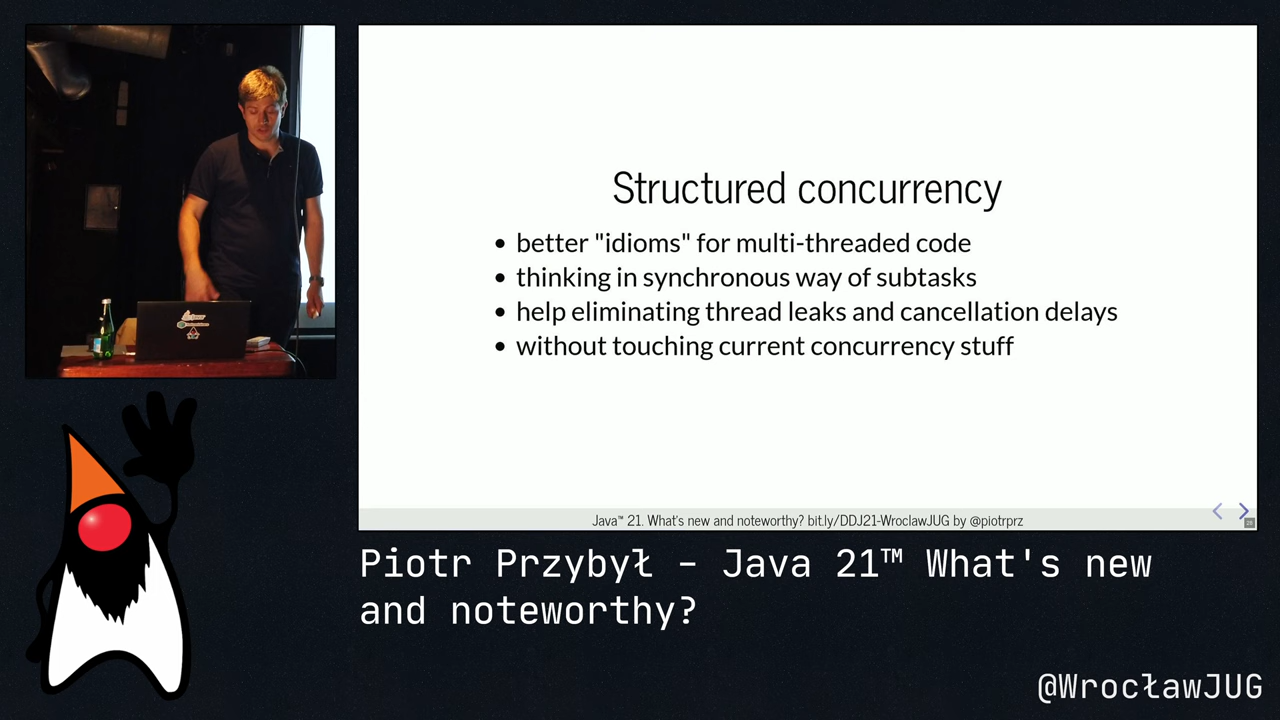 Structured concurrency
better "idioms" for multi-threaded code
thinking in synchronous way of subtasks
help eliminating thread leaks and cancellation delays
without touching current concurrency stuff
Java™ 21. What's new and noteworthy? bit.ly/DDJ21-WroclawJUG by @piotrprz
Piotr Przybył – Java 21™ What's new
and noteworthy?
@WrocławJUG